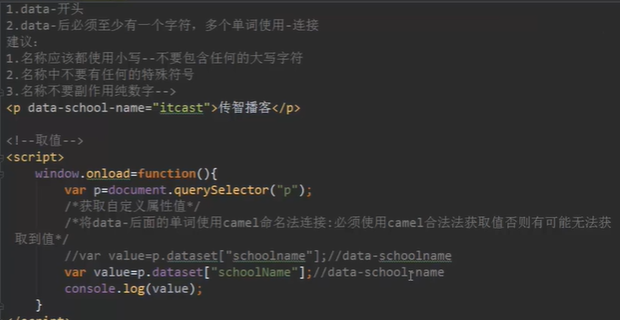 1.data-开头
2.data-后必须至少有一个字符，多个单词使用-连接
建议：
1.名称应该都使用小写--不要包含任何的大写字符
2.名称中不要有任何的特殊符号
3.名称不要副作用纯数字-->
<p data-school-name="itcast">传智播客</p>
<!--取值-->
<script>
window.onload=function(){
var p=document.querySelector("p");
/*获取自定义属性值*/
/*将data-后面的单词使用camel命名法连接:必须使用camel合法法获取值否则有可能无法获
取到值*/
//var value=p.dataset["schoolname"];//data-schoolname
var value=p.dataset["schoolName"];//data-school-name
console.log(value);
}
</script>